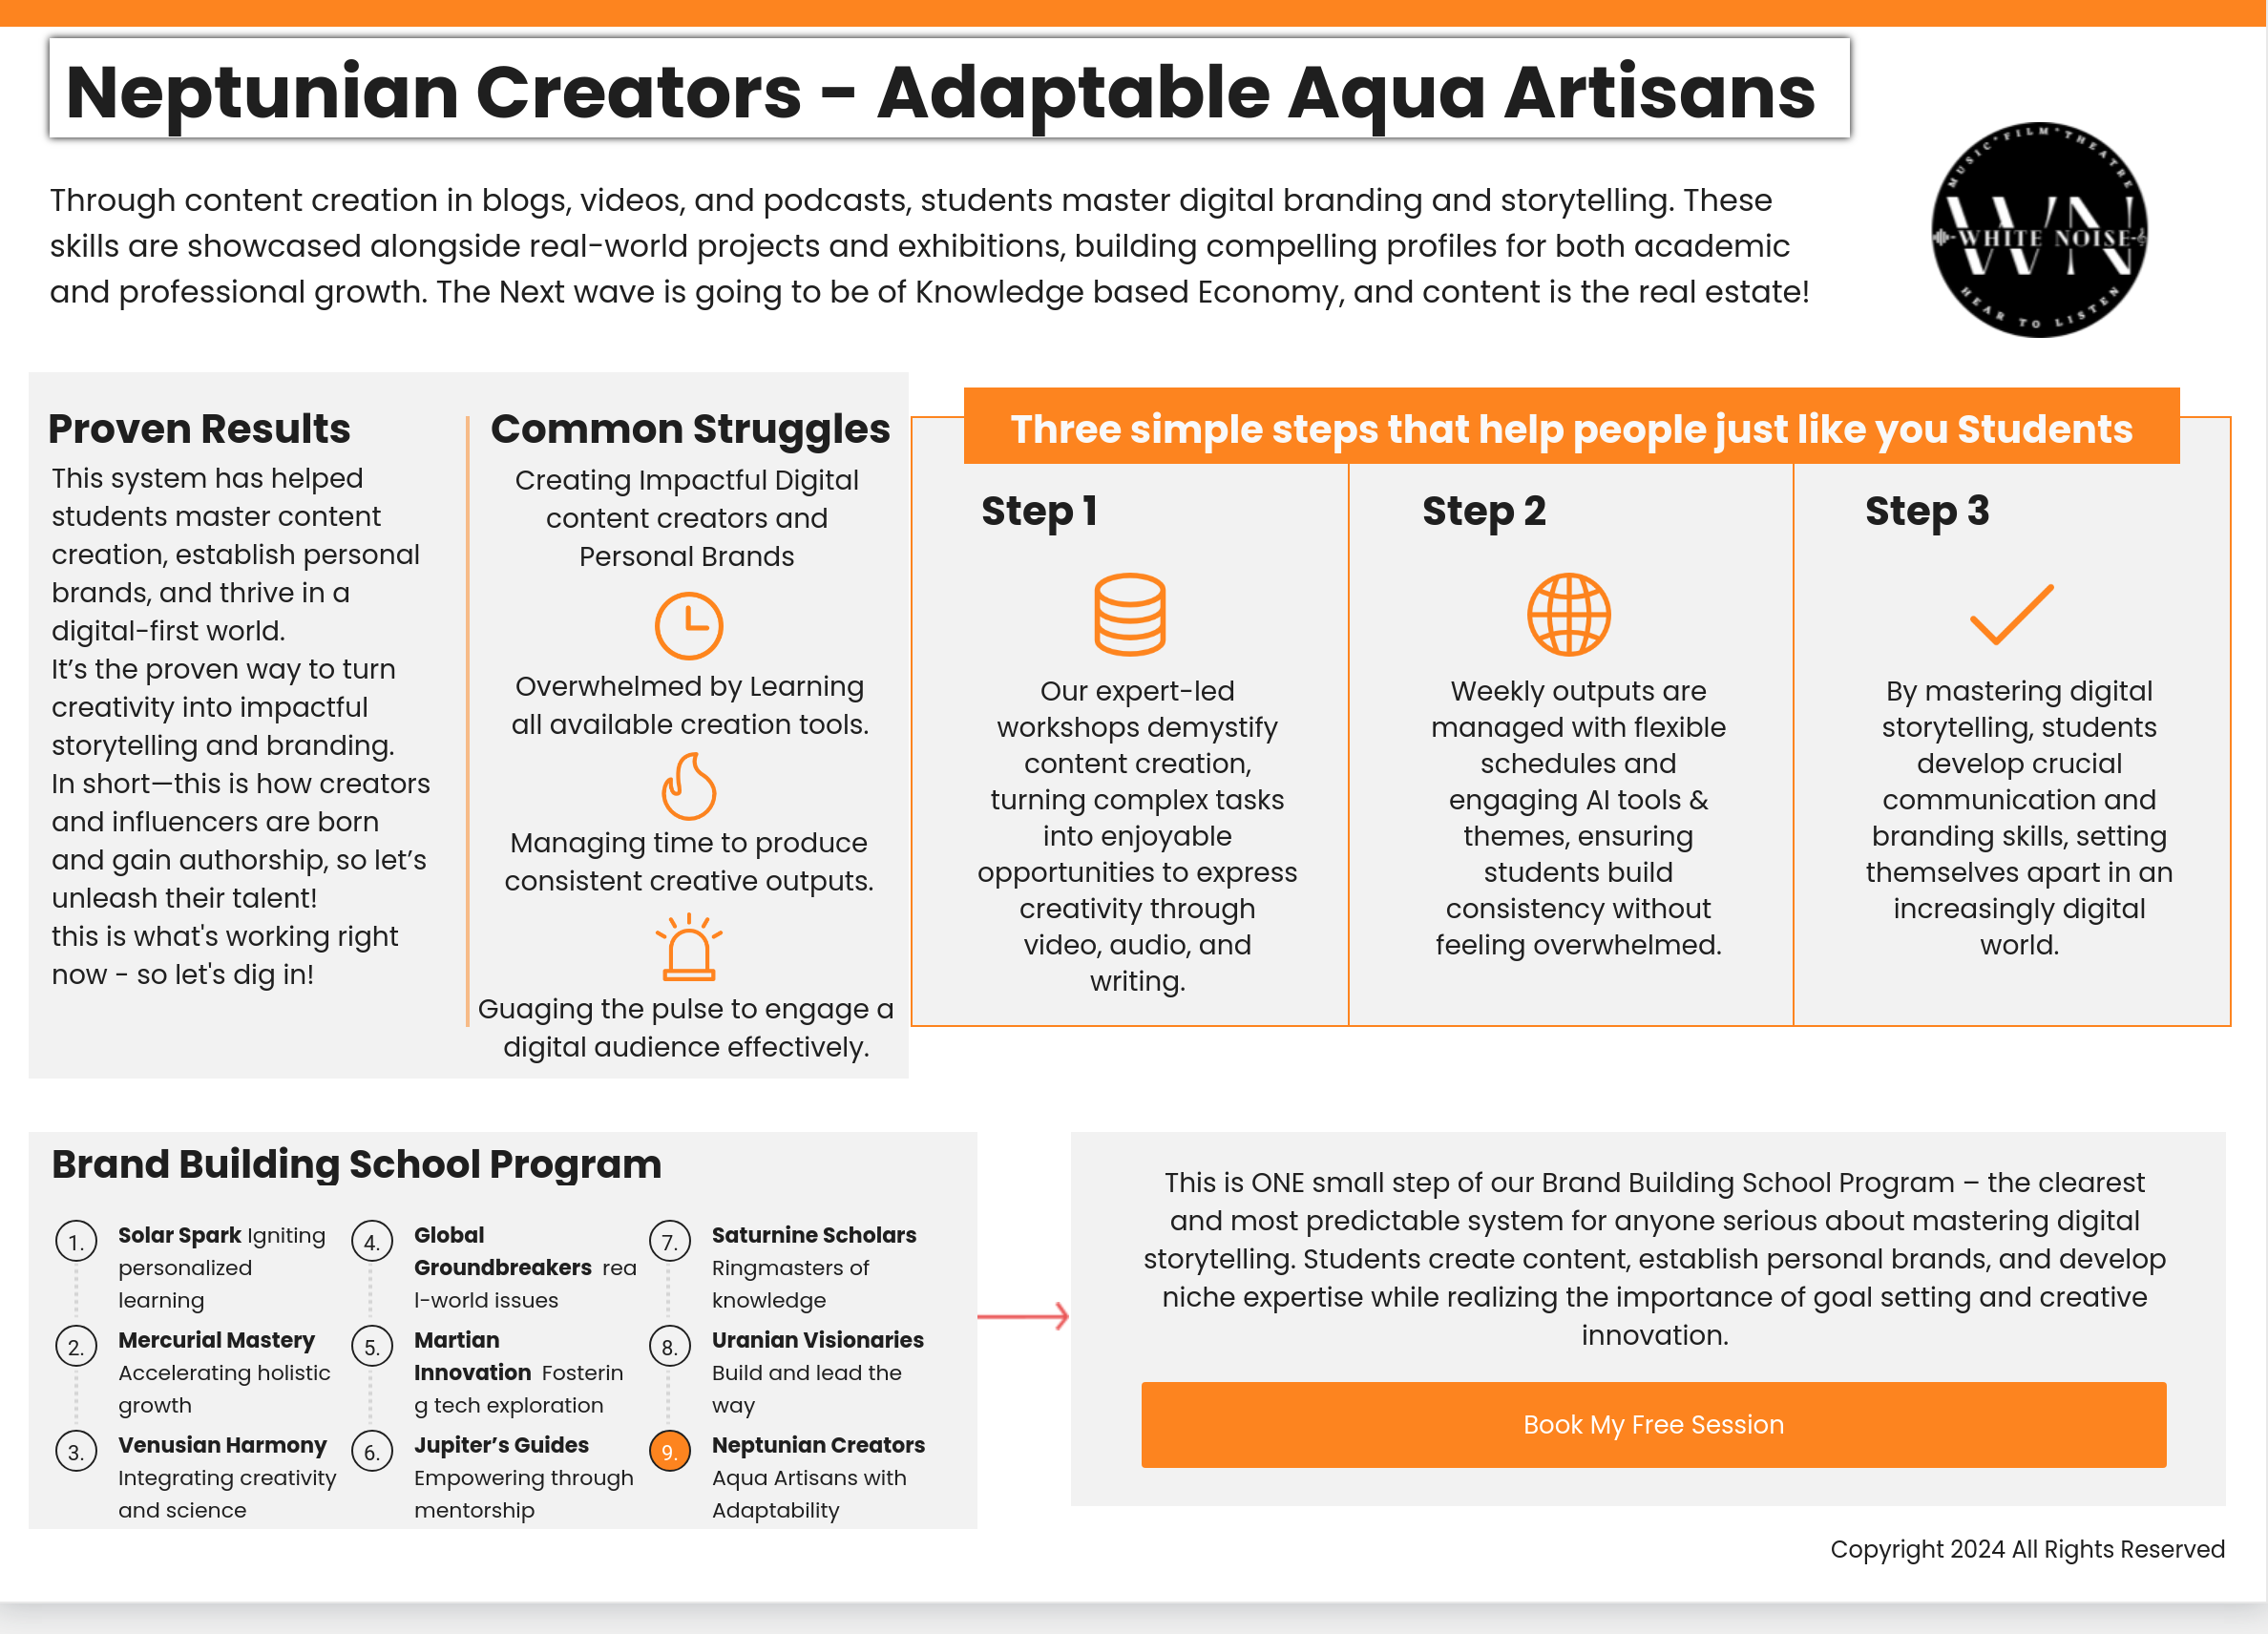 Neptunian Creators - Adaptable Aqua Artisans
Through content creation in blogs, videos, and podcasts, students master digital branding and storytelling. These
skills are showcased alongside real-world projects and exhibitions, building compelling profiles for both academic
and professional growth. The Next wave is going to be of Knowledge based Economy, and content is the real estate!
MUSIC*FILM*THEATRE
WN
WHITE NOISE
HEAR TO LISTEN
Proven Results
This system has helped
students master content
creation, establish personal
brands, and thrive in a
digital-first world.
It’s the proven way to turn
creativity into impactful
storytelling and branding.
In short—this is how creators
and influencers are born
and gain authorship, so let’s
unleash their talent!
this is what's working right
now - so let's dig in!
Common Struggles
Creating Impactful Digital
content creators and
Personal Brands
Overwhelmed by Learning
all available creation tools.
Managing time to produce
consistent creative outputs.
Guaging the pulse to engage a
digital audience effectively.
Three simple steps that help people just like you Students
Step 1
Our expert-led
workshops demystify
content creation,
turning complex tasks
into enjoyable
opportunities to express
creativity through
video, audio, and
writing.
Step 2
Weekly outputs are
managed with flexible
schedules and
engaging AI tools &
themes, ensuring
students build
consistency without
feeling overwhelmed.
Step 3
By mastering digital
storytelling, students
develop crucial
communication and
branding skills, setting
themselves apart in an
increasingly digital
world.
Brand Building School Program
1. Solar Spark Igniting
personalized
learning
2. Mercurial Mastery
Accelerating holistic
growth
3. Venusian Harmony
Integrating creativity
and science
4. Global
Groundbreakers rea
l-world issues
5. Martian
Innovation Fosterin
g tech exploration
6. Jupiter’s Guides
Empowering through
mentorship
7. Saturnine Scholars
Ringmasters of
knowledge
8. Uranian Visionaries
Build and lead the
way
9. Neptunian Creators
Aqua Artisans with
Adaptability
This is ONE small step of our Brand Building School Program – the clearest
and most predictable system for anyone serious about mastering digital
storytelling. Students create content, establish personal brands, and develop
niche expertise while realizing the importance of goal setting and creative
innovation.
Book My Free Session
Copyright 2024 All Rights Reserved